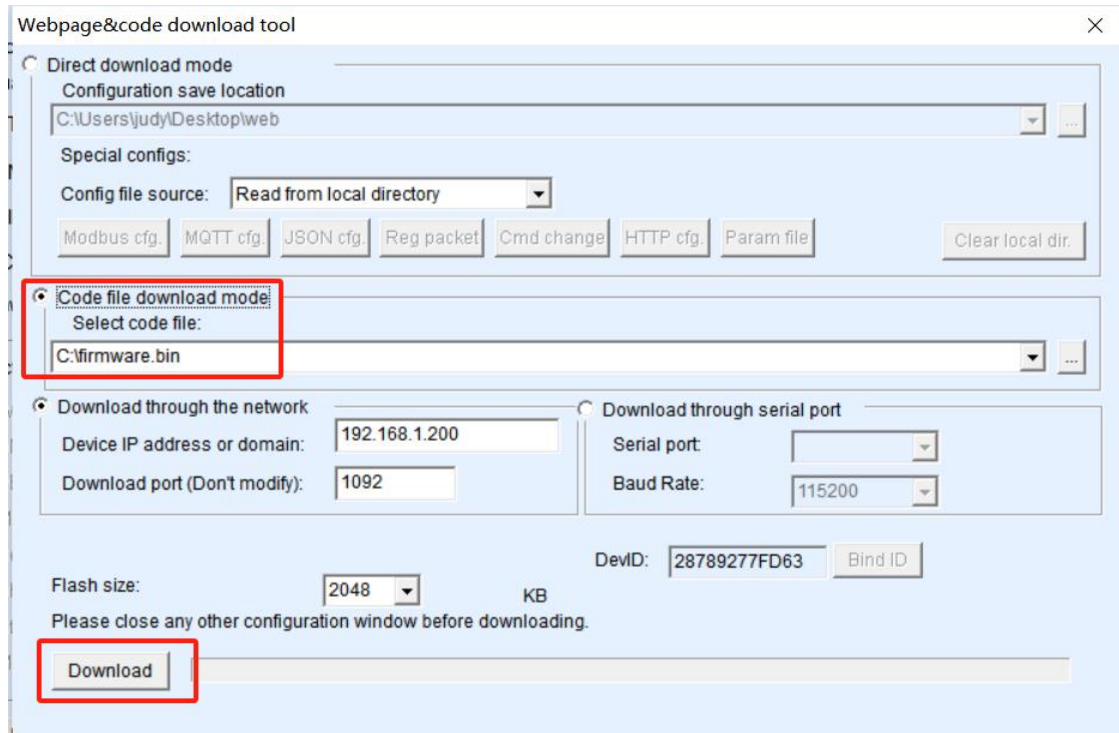 Webpage&code download tool
Direct download mode
Configuration save location
C:\Users\judy\Desktop\web
...
Special configs:
Config file source: Read from local directory
Modbus cfg. MQTT cfg. JSON cfg. Reg packet Cmd change HTTP cfg. Param file Clear local dir.
Code file download mode
Select code file:
C:\firmware.bin
...
Download through the network
Device IP address or domain: 192.168.1.200
Download port (Don't modify): 1092
Download through serial port
Serial port:
Baud Rate: 115200
DevID: 28789277FD63 Bind ID
Flash size: 2048 KB
Please close any other configuration window before downloading.
Download